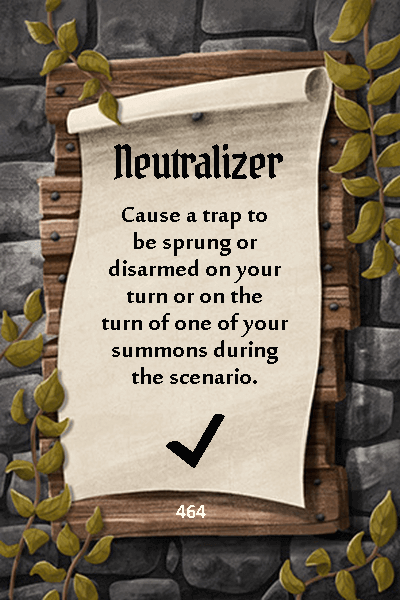 Neutralizer
Cause a trap to
be sprung or
disarmed on your
turn or on the
turn of one of your
summons during
the scenario.
464